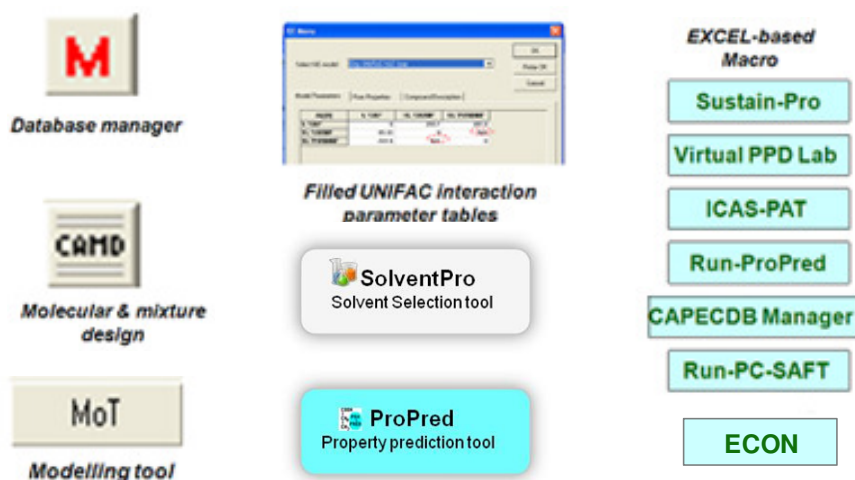 M
Database manager
CAMD
Molecular & mixture
design
MoT
Modelling tool
Filled UNIFAC interaction
parameter tables
SolventPro
Solvent Selection tool
ProPred
Property prediction tool
EXCEL-based
Macro
Sustain-Pro
Virtual PPD Lab
ICAS-PAT
Run-ProPred
CAPECDB Manager
Run-PC-SAFT
ECON